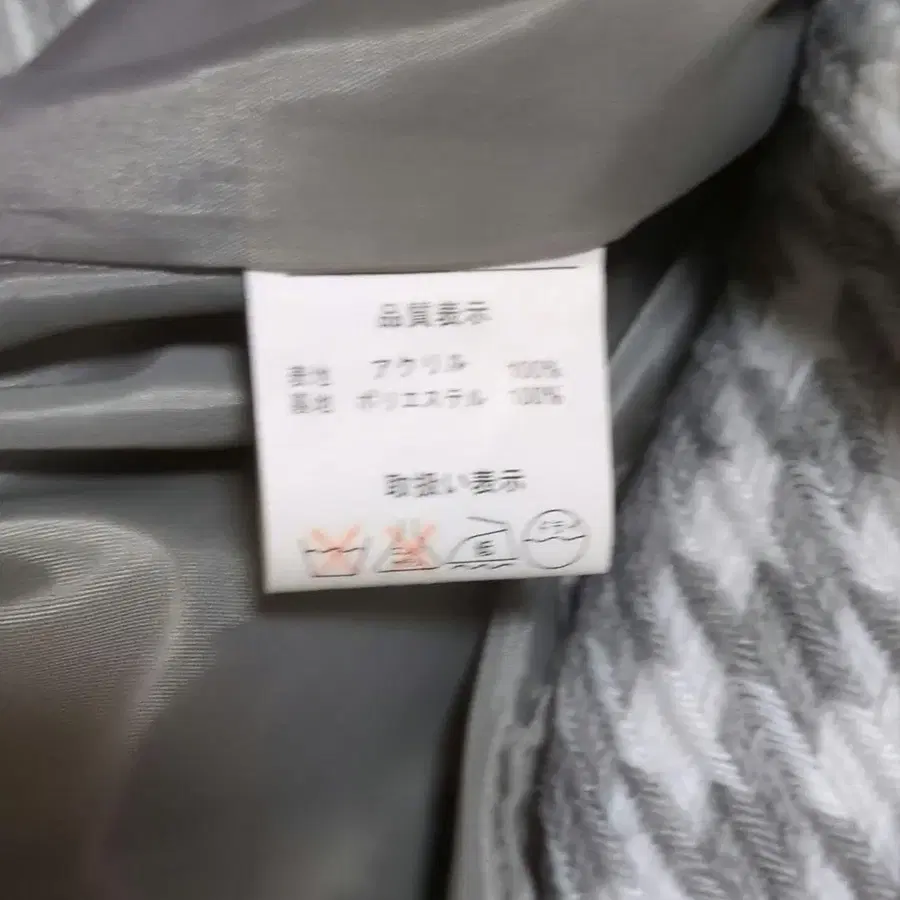 品質表示
表地 アクリル 100%
裏地 ポリエステル 100%
取扱い表示